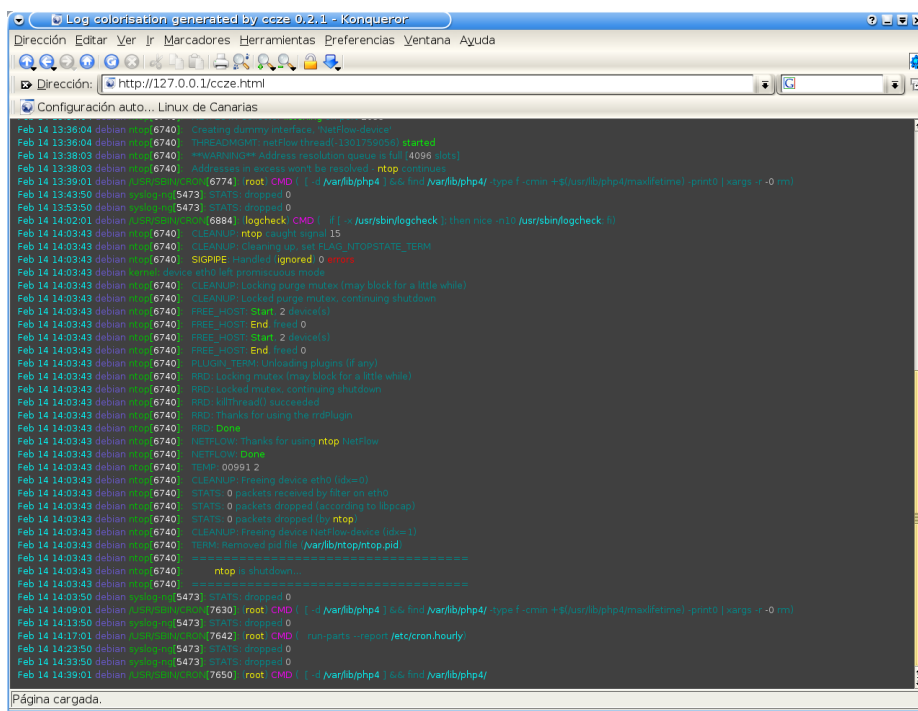 Log colorisation generated by ccze 0.2.1 - Konqueror
Dirección Editar Ver Ir Marcadores Herramientas Preferencias Ventana Ayuda
Dirección: http://127.0.0.1/ccze.html
Configuración auto... Linux de Canarias
Feb 14 13:36:04 debian ntop[6740]: Creating dummy interface, 'NetFlow-device'
Feb 14 13:36:04 debian ntop[6740]: THREADMGMT: netFlow thread(-1301759056) started
Feb 14 13:38:03 debian ntop[6740]: **WARNING** Address resolution queue is full [4096 slots]
Feb 14 13:38:03 debian ntop[6740]: Addresses in excess won't be resolved - ntop continues
Feb 14 13:39:01 debian /USR/SBIN/CRON[6774]: (root) CMD ( [ -d /var/lib/php4 ] && find /var/lib/php4/ -type f -cmin +$(/usr/lib/php4/maxlifetime) -print0 | xargs -r -0 rm)
Feb 14 13:43:50 debian syslog-ng[5473]: STATS: dropped 0
Feb 14 13:53:50 debian syslog-ng[5473]: STATS: dropped 0
Feb 14 14:02:01 debian /USR/SBIN/CRON[6884]: (logcheck) CMD ( if [ -x /usr/sbin/logcheck ]; then nice -n10 /usr/sbin/logcheck; fi)
Feb 14 14:03:43 debian ntop[6740]: CLEANUP: ntop caught signal 15
Feb 14 14:03:43 debian ntop[6740]: CLEANUP: Cleaning up, set FLAG_NTOPSTATE_TERM
Feb 14 14:03:43 debian ntop[6740]: SIGPIPE: Handled (ignored) 0 errors
Feb 14 14:03:43 debian kernel: device eth0 left promiscuous mode
Feb 14 14:03:43 debian ntop[6740]: CLEANUP: Locking purge mutex (may block for a little while)
Feb 14 14:03:43 debian ntop[6740]: CLEANUP: Locked purge mutex, continuing shutdown
Feb 14 14:03:43 debian ntop[6740]: FREE_HOST: Start, 2 device(s)
Feb 14 14:03:43 debian ntop[6740]: FREE_HOST: End, freed 0
Feb 14 14:03:43 debian ntop[6740]: FREE_HOST: Start, 2 device(s)
Feb 14 14:03:43 debian ntop[6740]: FREE_HOST: End, freed 0
Feb 14 14:03:43 debian ntop[6740]: PLUGIN_TERM: Unloading plugins (if any)
Feb 14 14:03:43 debian ntop[6740]: RRD: Locking mutex (may block for a little while)
Feb 14 14:03:43 debian ntop[6740]: RRD: Locked mutex, continuing shutdown
Feb 14 14:03:43 debian ntop[6740]: RRD: killThread() succeeded
Feb 14 14:03:43 debian ntop[6740]: RRD: Thanks for using the rrdPlugin
Feb 14 14:03:43 debian ntop[6740]: RRD: Done
Feb 14 14:03:43 debian ntop[6740]: NETFLOW: Thanks for using ntop NetFlow
Feb 14 14:03:43 debian ntop[6740]: NETFLOW: Done
Feb 14 14:03:43 debian ntop[6740]: TEMP: 00991 2
Feb 14 14:03:43 debian ntop[6740]: CLEANUP: Freeing device eth0 (idx=0)
Feb 14 14:03:43 debian ntop[6740]: STATS: 0 packets received by filter on eth0
Feb 14 14:03:43 debian ntop[6740]: STATS: 0 packets dropped (according to libpcap)
Feb 14 14:03:43 debian ntop[6740]: STATS: 0 packets dropped (by ntop)
Feb 14 14:03:43 debian ntop[6740]: CLEANUP: Freeing device NetFlow-device (idx=1)
Feb 14 14:03:43 debian ntop[6740]: TERM: Removed pid file (/var/lib/ntop/ntop.pid)
Feb 14 14:03:43 debian ntop[6740]: ===================================
Feb 14 14:03:43 debian ntop[6740]: ntop is shutdown...
Feb 14 14:03:43 debian ntop[6740]: ===================================
Feb 14 14:03:50 debian syslog-ng[5473]: STATS: dropped 0
Feb 14 14:09:01 debian /USR/SBIN/CRON[7630]: (root) CMD ( [ -d /var/lib/php4 ] && find /var/lib/php4/ -type f -cmin +$(/usr/lib/php4/maxlifetime) -print0 | xargs -r -0 rm)
Feb 14 14:13:50 debian syslog-ng[5473]: STATS: dropped 0
Feb 14 14:17:01 debian /USR/SBIN/CRON[7642]: (root) CMD ( run-parts --report /etc/cron.hourly)
Feb 14 14:23:50 debian syslog-ng[5473]: STATS: dropped 0
Feb 14 14:33:50 debian syslog-ng[5473]: STATS: dropped 0
Feb 14 14:39:01 debian /USR/SBIN/CRON[7650]: (root) CMD ( [ -d /var/lib/php4 ] && find /var/lib/php4/
Página cargada.